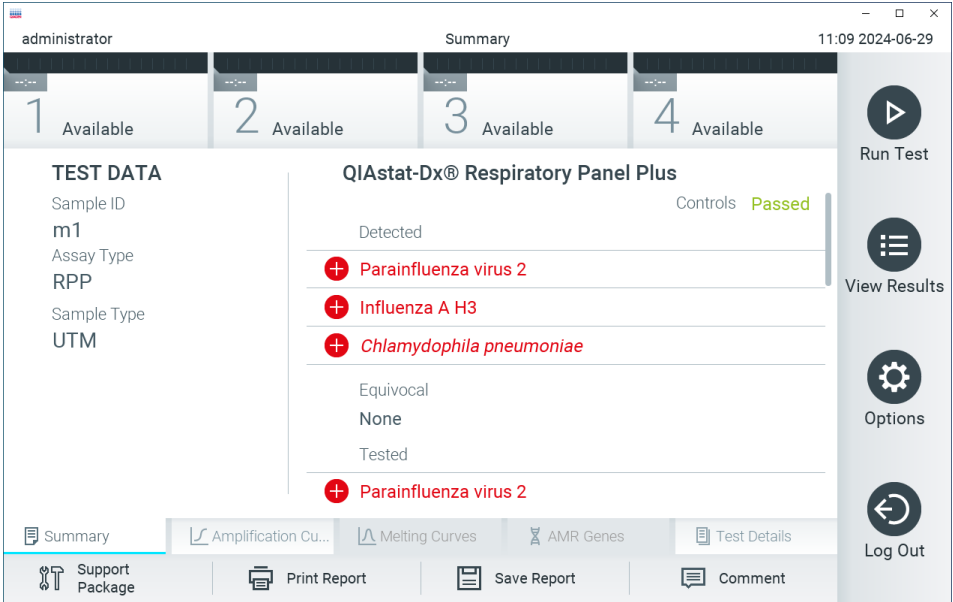 administrator
Summary
11:09 2024-06-29
--:--
1 Available
--:--
2 Available
--:--
3 Available
--:--
4 Available
Run Test
View Results
Options
Log Out
TEST DATA
Sample ID
m1
Assay Type
RPP
Sample Type
UTM
QIAstat-Dx® Respiratory Panel Plus
Controls Passed
Detected
Parainfluenza virus 2
Influenza A H3
Chlamydophila pneumoniae
Equivocal
None
Tested
Parainfluenza virus 2
Summary
Amplification Cu...
Melting Curves
AMR Genes
Test Details
Support
Package
Print Report
Save Report
Comment